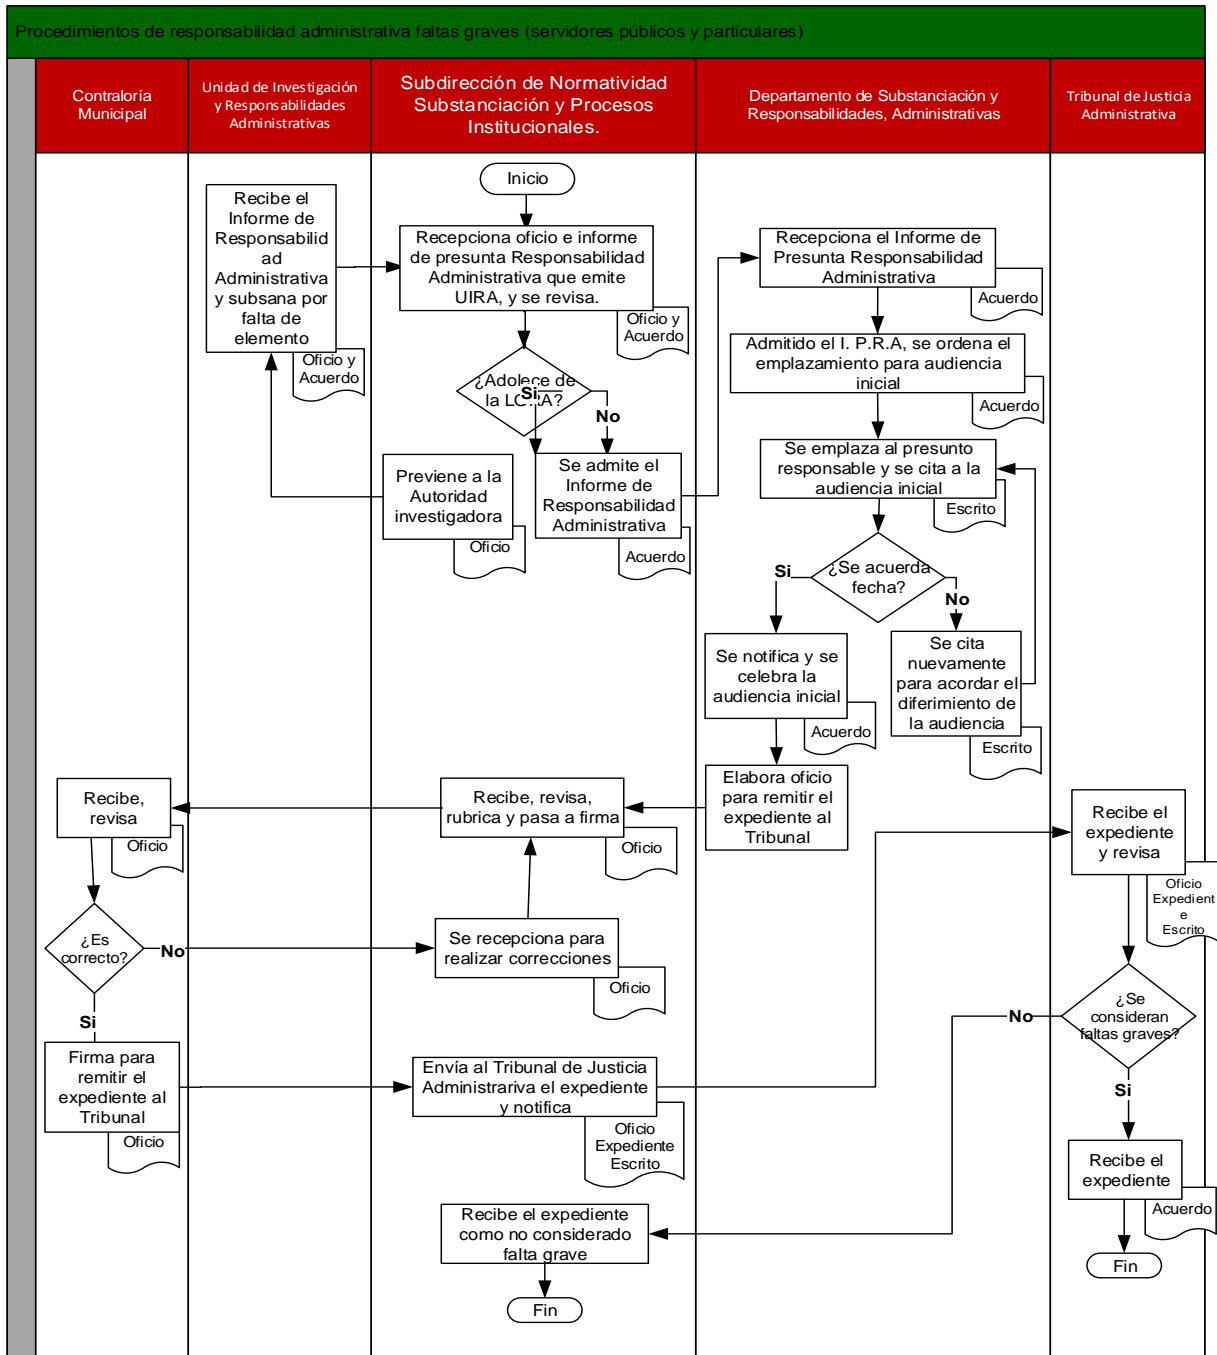 Procedimientos de responsabilidad administrativa faltas graves (servidores públicos y particulares)
Contraloría
Municipal
Unidad de Investigación
y Responsabilidades
Administrativas
Subdirección de Normatividad
Substanciación y Procesos
Institucionales.
Departamento de Substanciación y
Responsabilidades, Administrativas
Tribunal de Justicia
Administrativa
Inicio
Recibe el
Informe de
Responsabilid
ad
Administrativa
y subsana por
falta de
elemento
Oficio y
Acuerdo
Recepciona oficio e informe
de presunta Responsabilidad
Administrativa que emite
UIRA, y se revisa.
Oficio y
Acuerdo
Recepciona el Informe de
Presunta Responsabilidad
Administrativa
Acuerdo
Admitido el I. P.R.A, se ordena el
emplazamiento para audiencia
inicial
Acuerdo
¿Adolece de
la LGRA?
Si
No
Previene a la
Autoridad
investigadora
Oficio
Se admite el
Informe de
Responsabilidad
Administrativa
Acuerdo
Se emplaza al presunto
responsable y se cita a la
audiencia inicial
Escrito
¿Se acuerda
fecha?
Si
No
Se notifica y se
celebra la
audiencia inicial
Acuerdo
Se cita
nuevamente
para acordar el
diferimiento de
la audiencia
Escrito
Elabora oficio
para remitir el
expediente al
Tribunal
Recibe, revisa,
rubrica y pasa a firma
Oficio
Recibe,
revisa
Oficio
¿Es
correcto?
No
Si
Se recepciona para
realizar correcciones
Oficio
Firma para
remitir el
expediente al
Tribunal
Oficio
Envía al Tribunal de Justicia
Administrariva el expediente
y notifica
Oficio
Expediente
Escrito
Recibe el
expediente
y revisa
Oficio
Expedient
e
Escrito
¿Se
consideran
faltas graves?
No
Si
Recibe el
expediente
Acuerdo
Fin
Recibe el expediente
como no considerado
falta grave
Fin